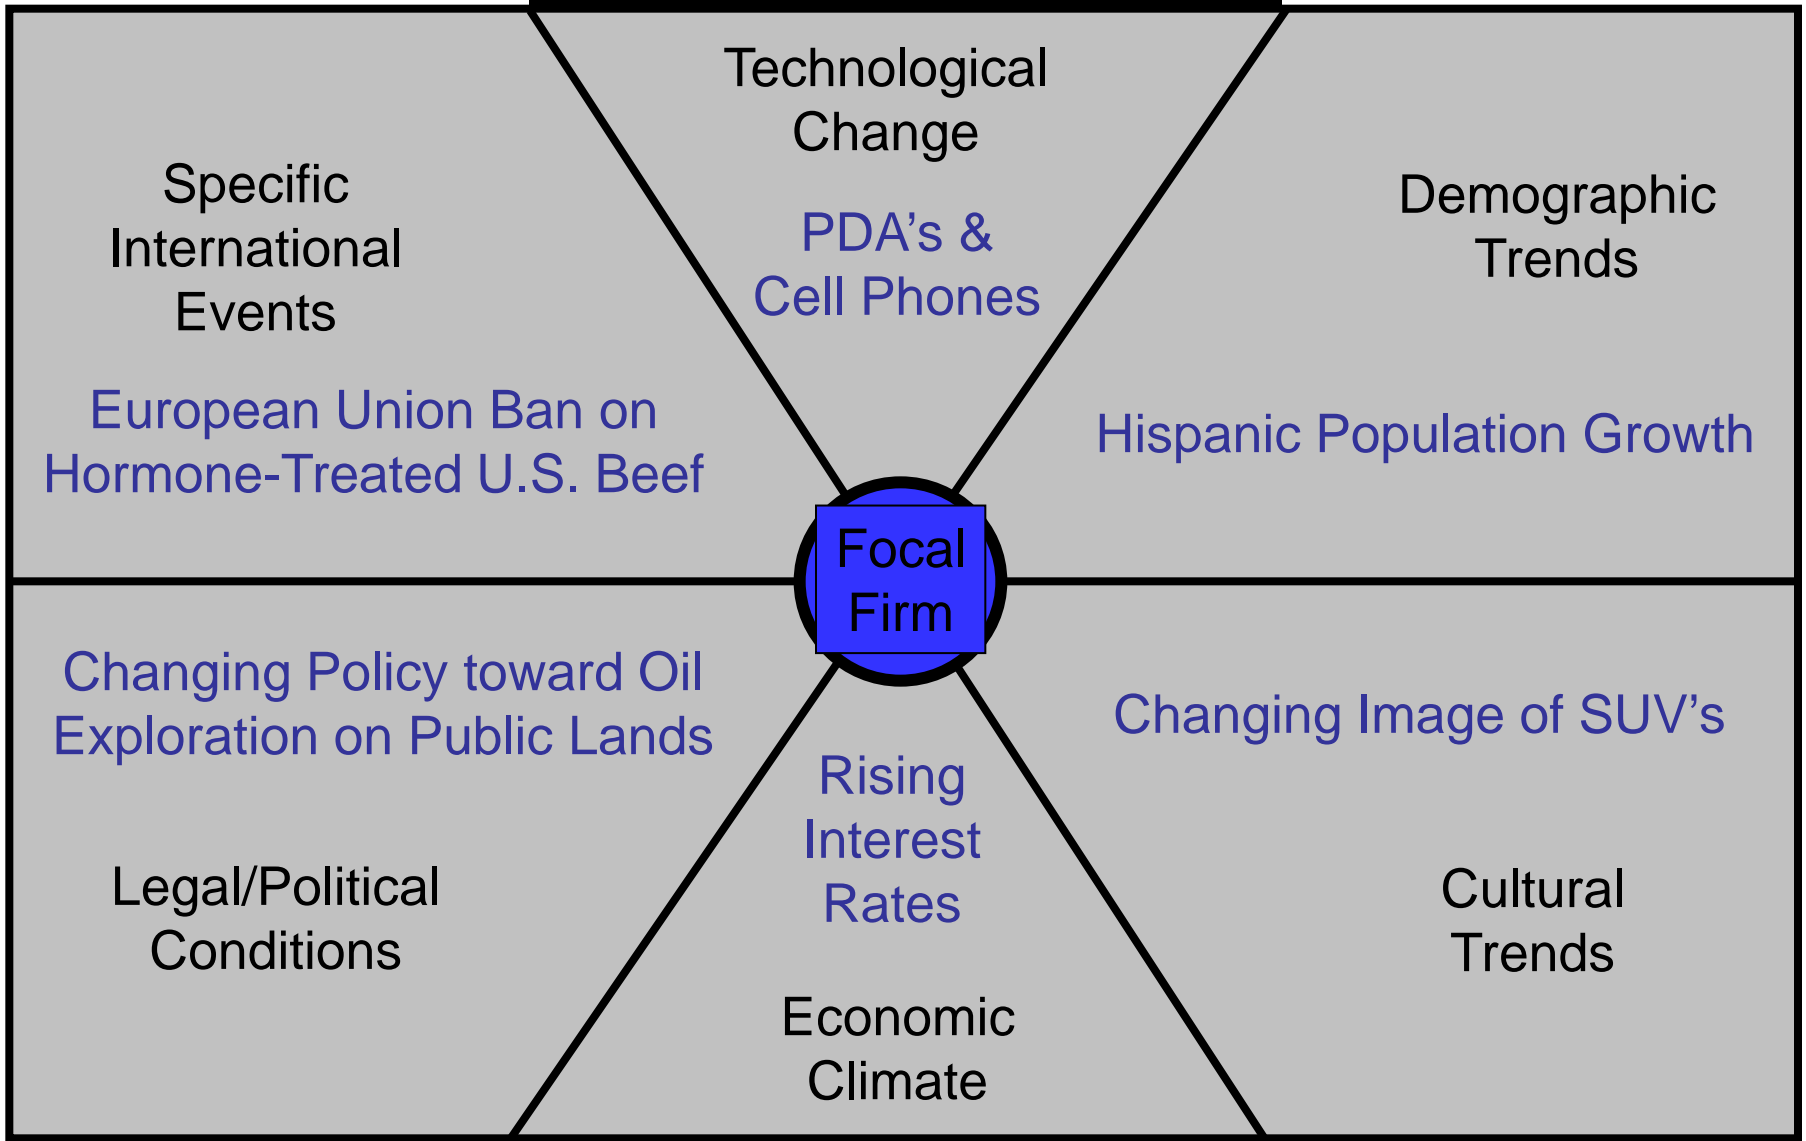 Technological
Change
PDA's &
Cell Phones
Specific
International
Events
European Union Ban on
Hormone-Treated U.S. Beef
Demographic
Trends
Hispanic Population Growth
Focal
Firm
Changing Policy toward Oil
Exploration on Public Lands
Legal/Political
Conditions
Rising
Interest
Rates
Economic
Climate
Changing Image of SUV's
Cultural
Trends